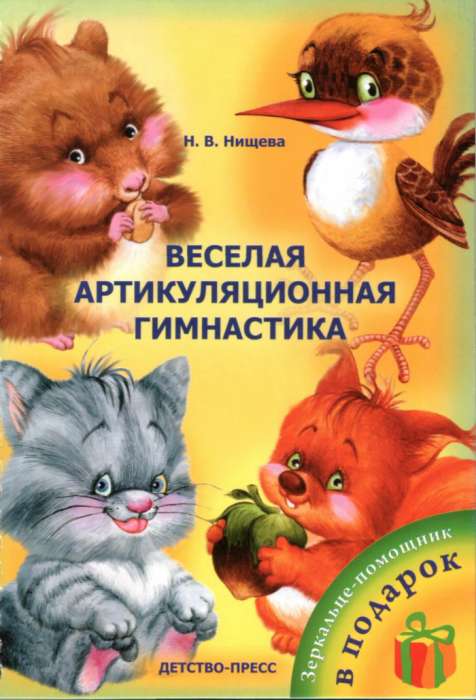 Н. В. Нищева
ВЕСЕЛАЯ
АРТИКУЛЯЦИОННАЯ
ГИМНАСТИКА
Зеркальце-помощник
в подарок
ДЕТСТВО-ПРЕСС